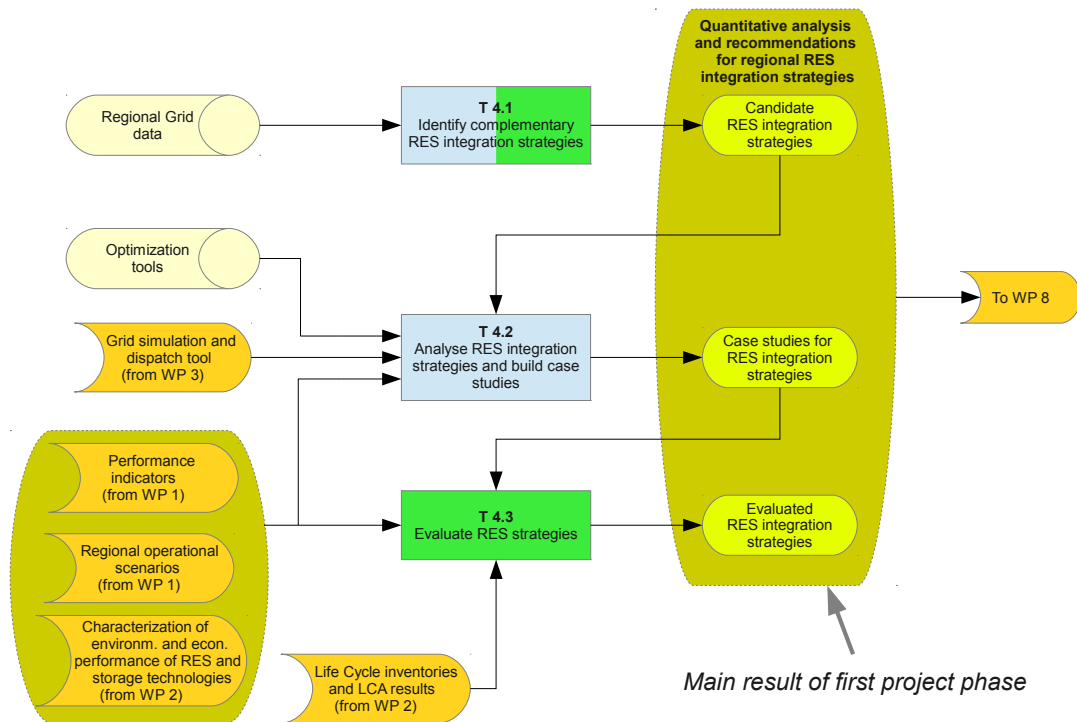 Quantitative analysis
and recommendations
for regional RES
integration strategies
Regional Grid
data
T 4.1
Identify complementary
RES integration strategies
Candidate
RES integration
strategies
Optimization
tools
Grid simulation and
dispatch tool
(from WP 3)
T 4.2
Analyse RES integration
strategies and build case
studies
Case studies for
RES integration
strategies
To WP 8
Performance
indicators
(from WP 1)
Regional operational
scenarios
(from WP 1)
Characterization of
environm. and econ.
performance of RES and
storage technologies
(from WP 2)
T 4.3
Evaluate RES strategies
Evaluated
RES integration
strategies
Life Cycle inventories
and LCA results
(from WP 2)
Main result of first project phase